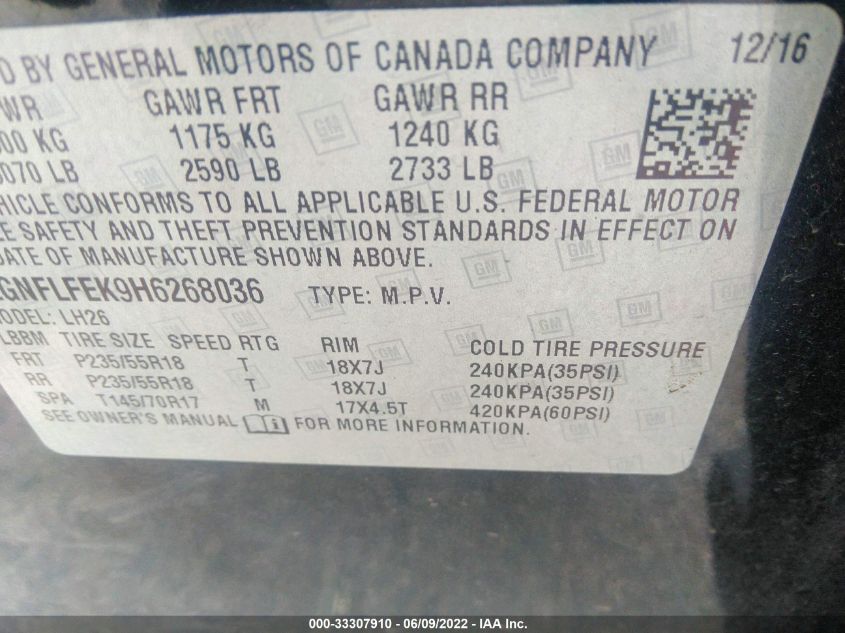 D BY GENERAL MOTORS OF CANADA COMPANY 12/16
WR GAWR FRT GAWR RR
00 KG 1175 KG 1240 KG
070 LB 2590 LB 2733 LB
HICLE CONFORMS TO ALL APPLICABLE U.S. FEDERAL MOTOR
E SAFETY AND THEFT PREVENTION STANDARDS IN EFFECT ON
DATE OF MANUFACTURE SHOWN ABOVE.
GNFLFEK9H6268036 TYPE: M.P.V.
ODEL: LH26
LBBM TIRE SIZE SPEED RTG RIM COLD TIRE PRESSURE
FRT P235/55R18 T 18X7J 240KPA(35PSI)
RR P235/55R18 T 18X7J 240KPA(35PSI)
SPA T145/70R17 M 17X4.5T 420KPA(60PSI)
SEE OWNER'S MANUAL FOR MORE INFORMATION.
000-33307910 - 06/09/2022 - IAA Inc.